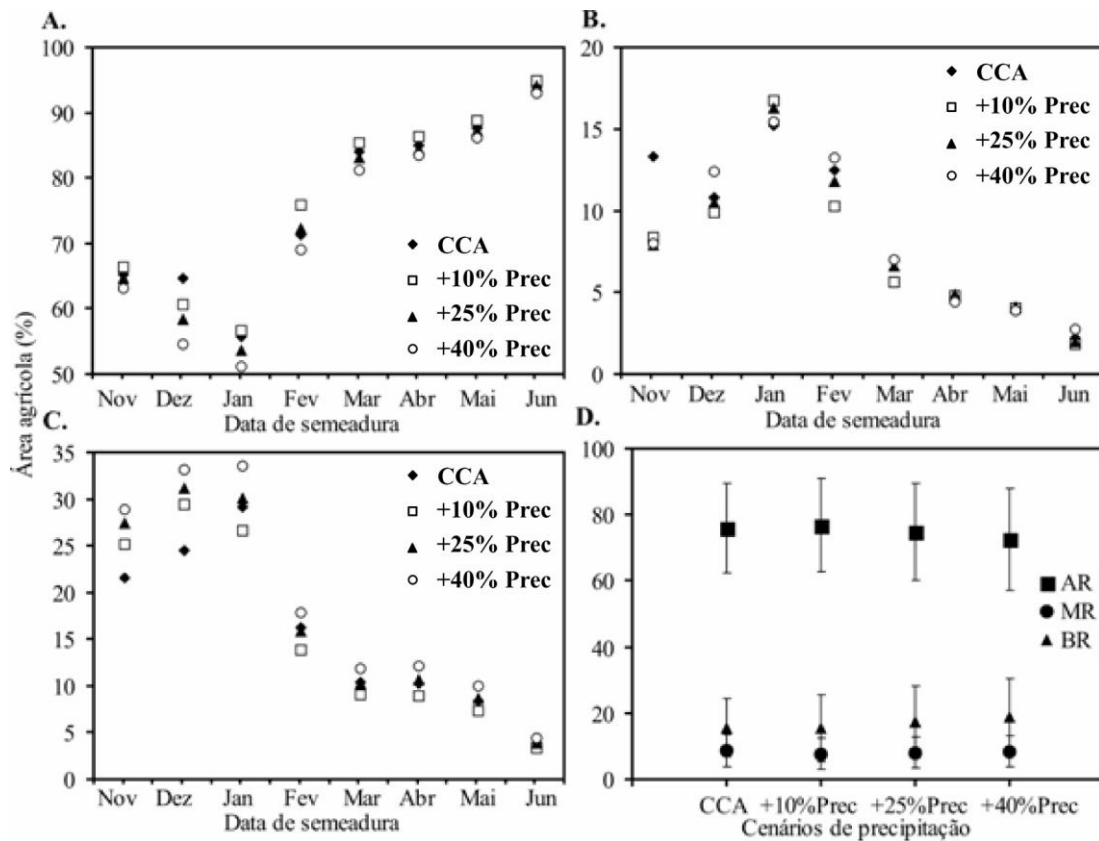 A.
100
90
80
70
60
50
CCA
+10% Prec
+25% Prec
+40% Prec
Nov Dez Jan Fev Mar Abr Mai Jun
Data de semeadura
B.
20
15
10
5
0
CCA
+10% Prec
+25% Prec
+40% Prec
Nov Dez Jan Fev Mar Abr Mai Jun
Data de semeadura
Área agrícola (%)
C.
35
30
25
20
15
10
5
0
CCA
+10% Prec
+25% Prec
+40% Prec
Nov Dez Jan Fev Mar Abr Mai Jun
Data de semeadura
D.
100
80
60
40
20
0
AR
MR
BR
CCA +10%Prec +25%Prec +40%Prec
Cenários de precipitação